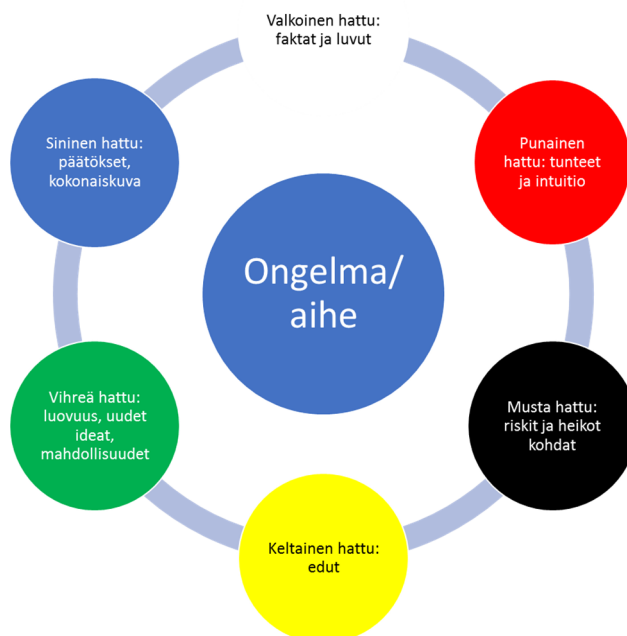 Valkoinen hattu:
faktat ja luvut
Punainen
hattu: tunteet
ja intuitio
Musta hattu:
riskit ja heikot
kohdat
Keltainen hattu:
edut
Vihreä hattu:
luovuus, uudet
ideat,
mahdollisuudet
Sininen hattu:
päätökset,
kokonaiskuva
Ongelma/
aihe